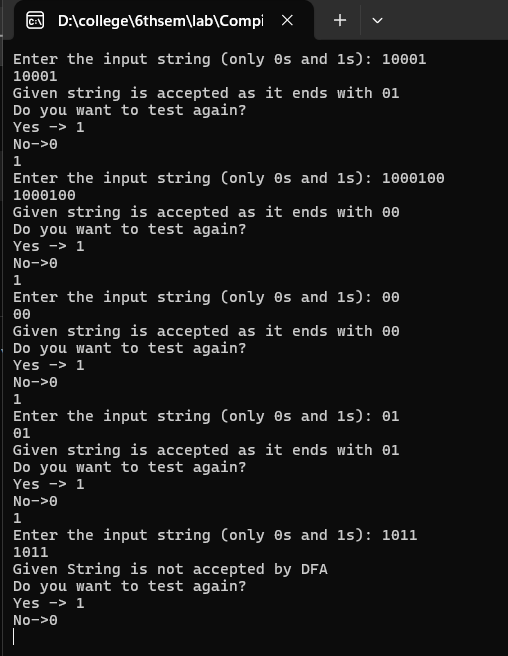 D:\college\6thsem\lab\Compi
Enter the input string (only 0s and 1s): 10001
10001
Given string is accepted as it ends with 01
Do you want to test again?
Yes -> 1
No->0
1
Enter the input string (only 0s and 1s): 1000100
1000100
Given string is accepted as it ends with 00
Do you want to test again?
Yes -> 1
No->0
1
Enter the input string (only 0s and 1s): 00
00
Given string is accepted as it ends with 00
Do you want to test again?
Yes -> 1
No->0
1
Enter the input string (only 0s and 1s): 01
01
Given string is accepted as it ends with 01
Do you want to test again?
Yes -> 1
No->0
1
Enter the input string (only 0s and 1s): 1011
1011
Given String is not accepted by DFA
Do you want to test again?
Yes -> 1
No->0